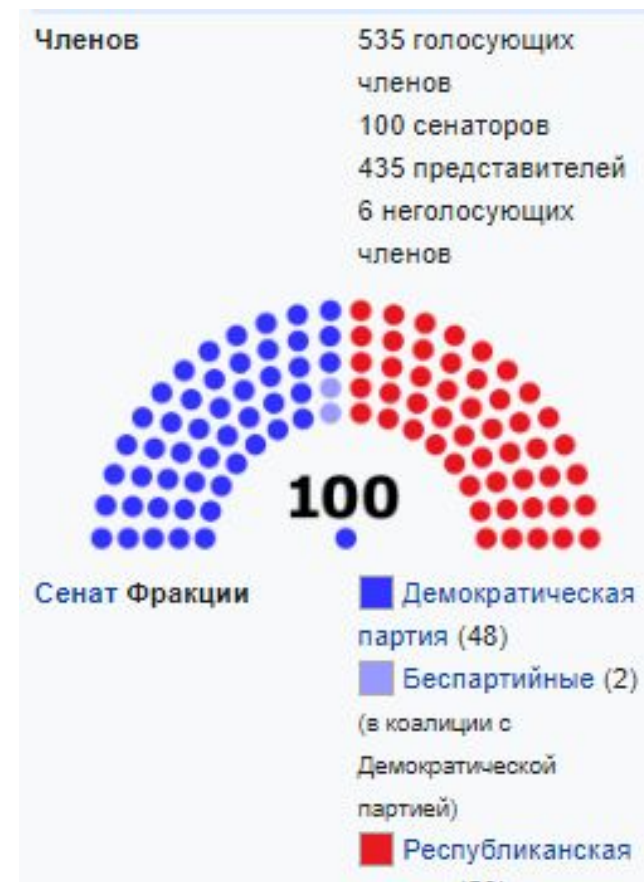 Членов
535 голосующих
членов
100 сенаторов
435 представителей
6 неголосующих
членов
100
Сенат Фракции
Демократическая
партия (48)
Беспартийные (2)
(в коалиции с
Демократической
партией)
Республиканская